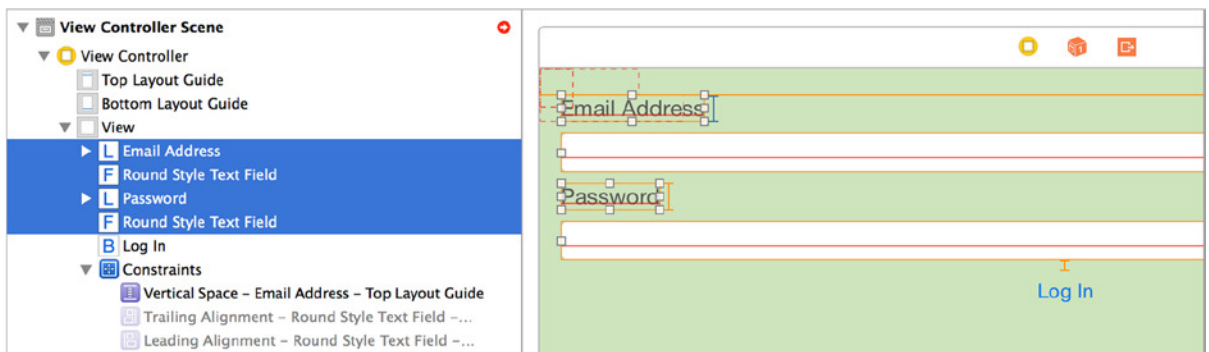 View Controller Scene
View Controller
Top Layout Guide
Bottom Layout Guide
View
L Email Address
F Round Style Text Field
L Password
F Round Style Text Field
B Log In
Constraints
Vertical Space – Email Address – Top Layout Guide
Trailing Alignment – Round Style Text Field –...
Leading Alignment – Round Style Text Field –...
1
Email Address
Password
Log In